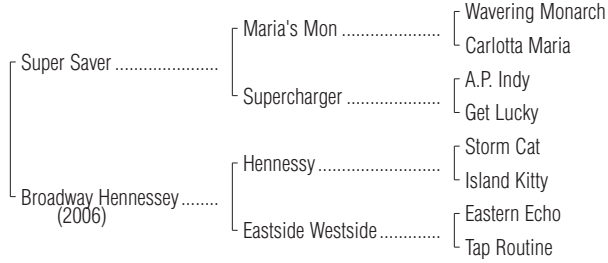 Wavering Monarch
Maria's Mon .....................
Carlotta Maria
Super Saver ......................
A.P. Indy
Supercharger ....................
Get Lucky
Storm Cat
Hennessy ..........................
Island Kitty
Broadway Hennessey ........
(2006)
Eastern Echo
Eastside Westside .............
Tap Routine